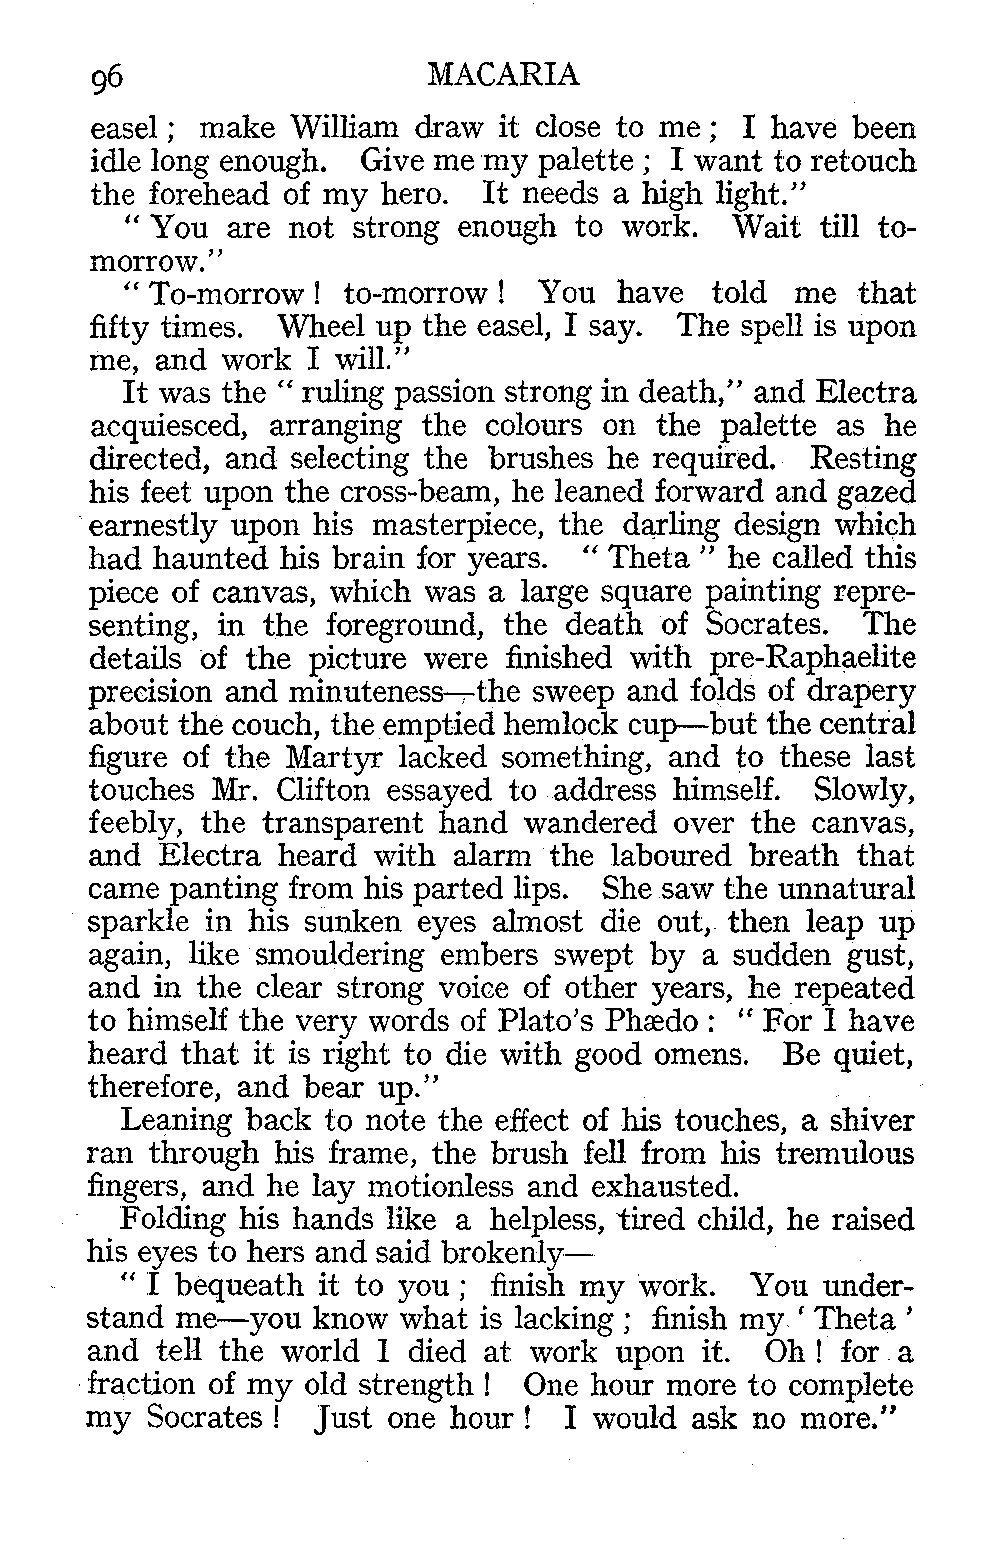 96 MACARIA
easel ; make William draw it close to me ; I have been
idle long enough. Give me my palette ; I want to retouch
the forehead of my hero. It needs a high light.”
“ You are not strong enough to work. Wait till to-
morrow.”
“ To-morrow ! to-morrow ! You have told me that
fifty times. Wheel up the easel, I say. The spell is upon
me, and work I will.”
It was the “ ruling passion strong in death,” and Electra
acquiesced, arranging the colours on the palette as he
directed, and selecting the brushes he required. Resting
his feet upon the cross-beam, he leaned forward and gazed
earnestly upon his masterpiece, the darling design which
had haunted his brain for years. “ Theta ” he called this
piece of canvas, which was a large square painting repre-
senting, in the foreground, the death of Socrates. The
details of the picture were finished with pre-Raphaelite
precision and minuteness—the sweep and folds of drapery
about the couch, the emptied hemlock cup—but the central
figure of the Martyr lacked something, and to these last
touches Mr. Clifton essayed to address himself. Slowly,
feebly, the transparent hand wandered over the canvas,
and Electra heard with alarm the laboured breath that
came panting from his parted lips. She saw the unnatural
sparkle in his sunken eyes almost die out, then leap up
again, like smouldering embers swept by a sudden gust,
and in the clear strong voice of other years, he repeated
to himself the very words of Plato’s Phædo : “ For I have
heard that it is right to die with good omens. Be quiet,
therefore, and bear up.”
Leaning back to note the effect of his touches, a shiver
ran through his frame, the brush fell from his tremulous
fingers, and he lay motionless and exhausted.
Folding his hands like a helpless, tired child, he raised
his eyes to hers and said brokenly—
“ I bequeath it to you ; finish my work. You under-
stand me—you know what is lacking ; finish my ‘ Theta ’
and tell the world I died at work upon it. Oh ! for a
fraction of my old strength ! One hour more to complete
my Socrates ! Just one hour ! I would ask no more.”